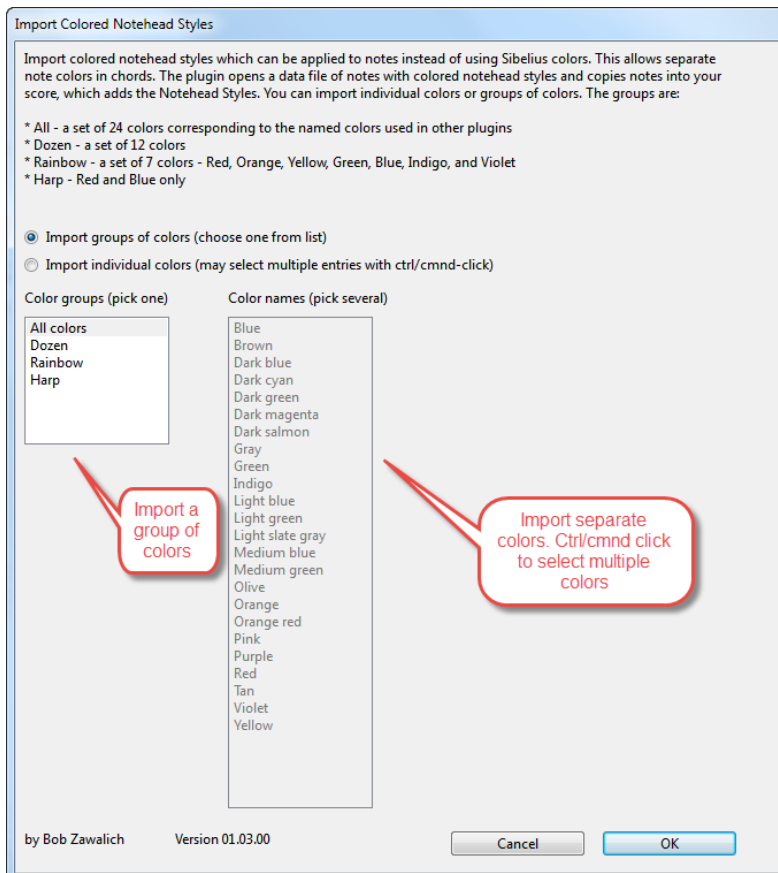 Import Colored Notehead Styles
Import colored notehead styles which can be applied to notes instead of using Sibelius colors. This allows separate
note colors in chords. The plugin opens a data file of notes with colored notehead styles and copies notes into your
score, which adds the Notehead Styles. You can import individual colors or groups of colors. The groups are:
* All - a set of 24 colors corresponding to the named colors used in other plugins
* Dozen - a set of 12 colors
* Rainbow - a set of 7 colors - Red, Orange, Yellow, Green, Blue, Indigo, and Violet
* Harp - Red and Blue only
Import groups of colors (choose one from list)
Import individual colors (may select multiple entries with ctrl/cmnd-click)
Color groups (pick one)
All colors
Dozen
Rainbow
Harp
Import a
group of
colors
Color names (pick several)
Blue
Brown
Dark blue
Dark cyan
Dark green
Dark magenta
Dark salmon
Gray
Green
Indigo
Light blue
Light green
Light slate gray
Medium blue
Medium green
Olive
Orange
Orange red
Pink
Purple
Red
Tan
Violet
Yellow
Import separate
colors. Ctrl/cmnd click
to select multiple
colors
by Bob Zawalich
Version 01.03.00
Cancel
OK